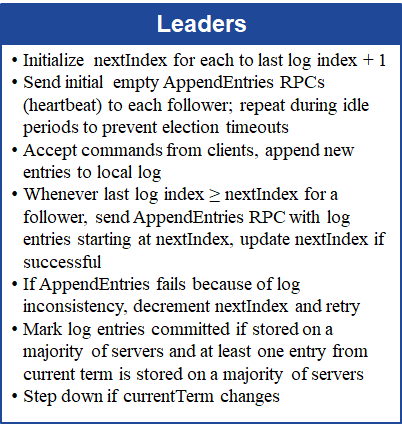 Leaders
• Initialize nextIndex for each to last log index + 1
• Send initial empty AppendEntries RPCs
(heartbeat) to each follower; repeat during idle
periods to prevent election timeouts
• Accept commands from clients, append new
entries to local log
• Whenever last log index ≥ nextIndex for a
follower, send AppendEntries RPC with log
entries starting at nextIndex, update nextIndex if
successful
• If AppendEntries fails because of log
inconsistency, decrement nextIndex and retry
• Mark log entries committed if stored on a
majority of servers and at least one entry from
current term is stored on a majority of servers
• Step down if currentTerm changes